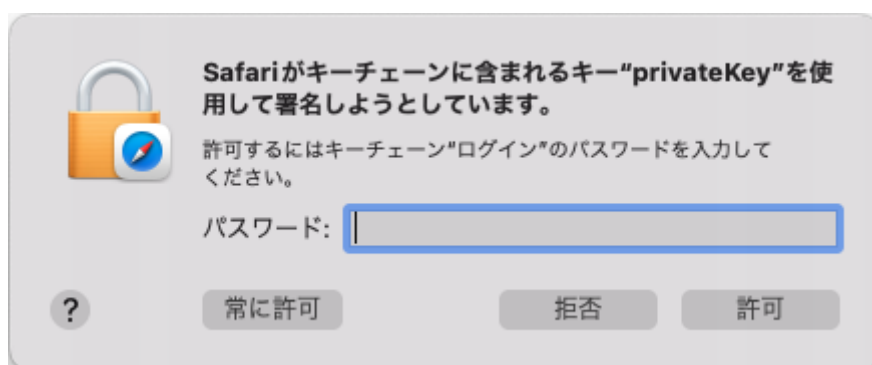 Safariがキーチェーンに含まれるキー“privateKey”を使
用して署名しようとしています。
許可するにはキーチェーン“ログイン”のパスワードを入力して
ください。
パスワード:
? 常に許可 拒否 許可